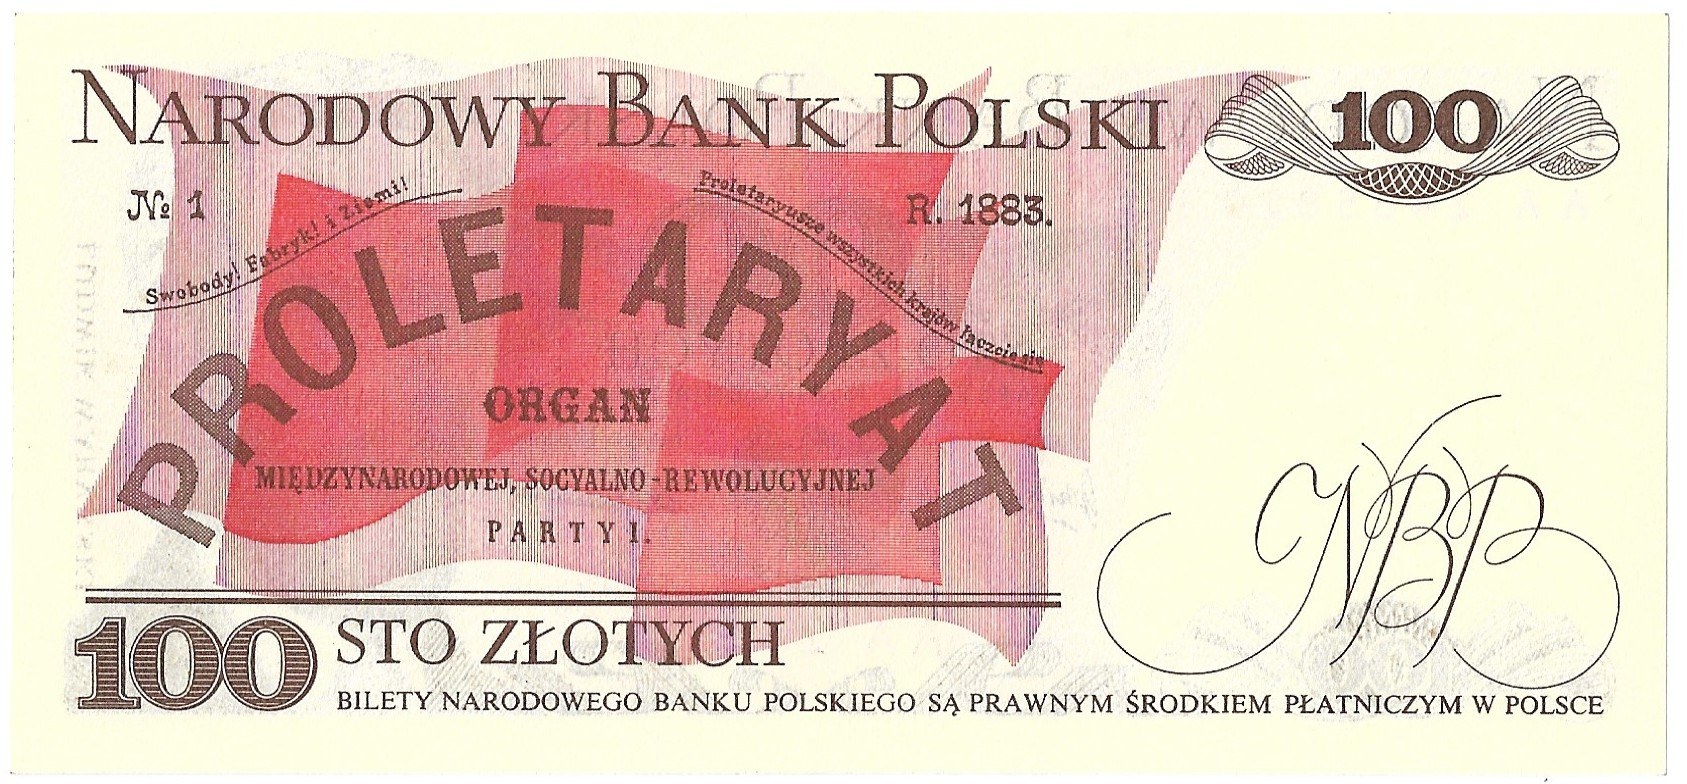 NARODOWY BANK POLSKI
100
№ 1
R. 1883.
Swobody! Fabryk! i Ziemi!
Proletaryusze wszystkich krajów łączcie się
PROLETARYAT
ORGAN
MIĘDZYNARODOWEJ, SOCYALNO-REWOLUCYJNEJ
PARTYI.
NBP
100 STO ZŁOTYCH
BILETY NARODOWEGO BANKU POLSKIEGO SĄ PRAWNYM ŚRODKIEM PŁATNICZYM W POLSCE